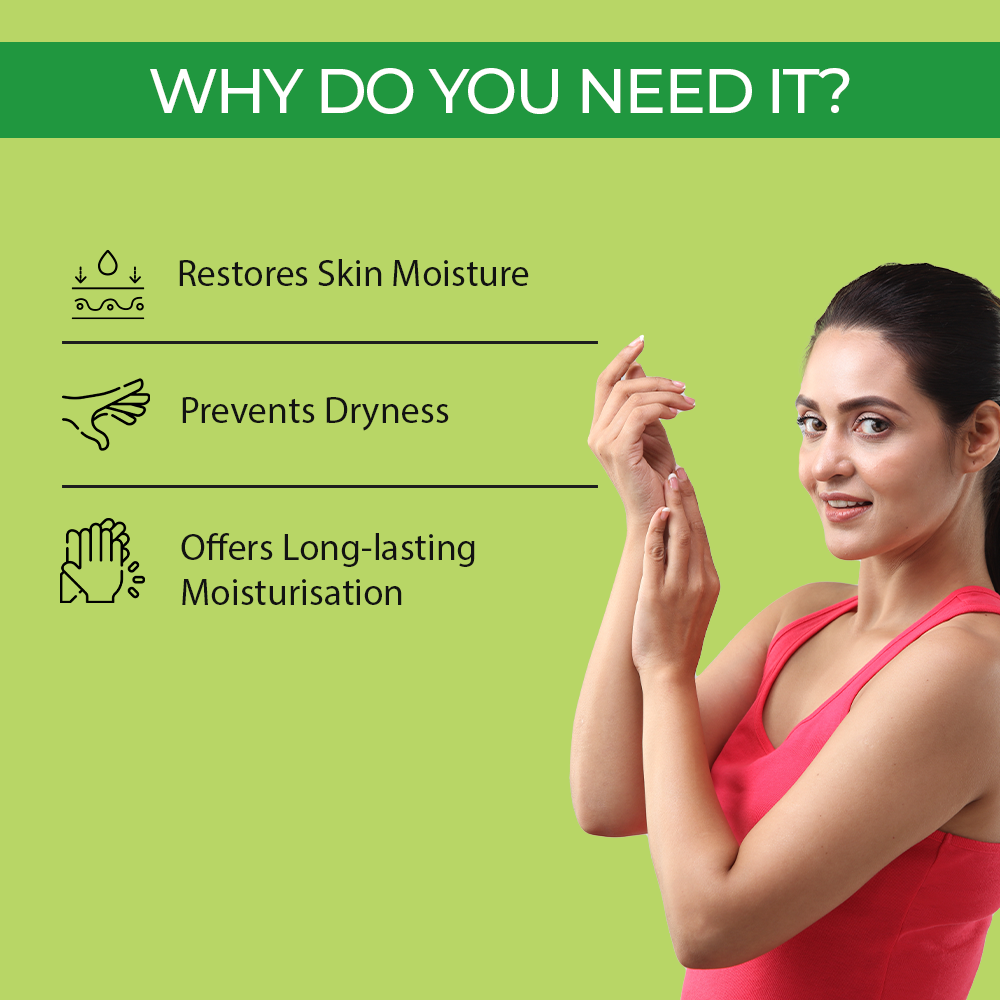 WHY DO YOU NEED IT?
Restores Skin Moisture
Prevents Dryness
Offers Long-lasting
Moisturisation